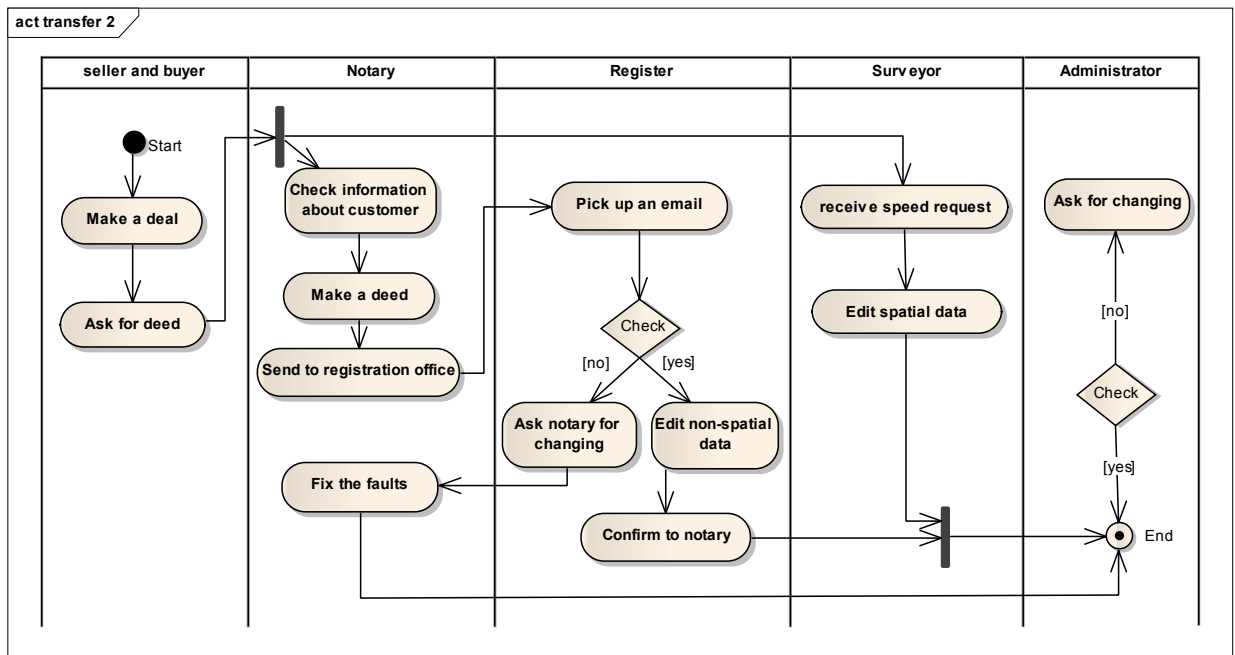 act transfer 2
seller and buyer
Notary
Register
Surveyor
Administrator
Start
Make a deal
Ask for deed
Check information
about customer
Make a deed
Send to registration office
Fix the faults
Pick up an email
Check
[no]
[yes]
Ask notary for
changing
Edit non-spatial
data
Confirm to notary
receive speed request
Edit spatial data
Ask for changing
[no]
Check
[yes]
End